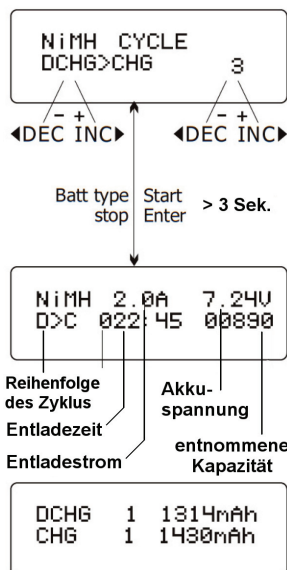 NiMH CYCLE
DCHG>CHG 3
- + - +
◀DEC INC▶ ◀DEC INC▶
Batt type Start > 3 Sek.
stop Enter
NiMH 2.0A 7.24V
D>C 022:45 00890
Reihenfolge
des Zyklus
Akku-
spannung
Entladezeit
Entladestrom
entnommene
Kapazität
DCHG 1 1314mAh
CHG 1 1430mAh